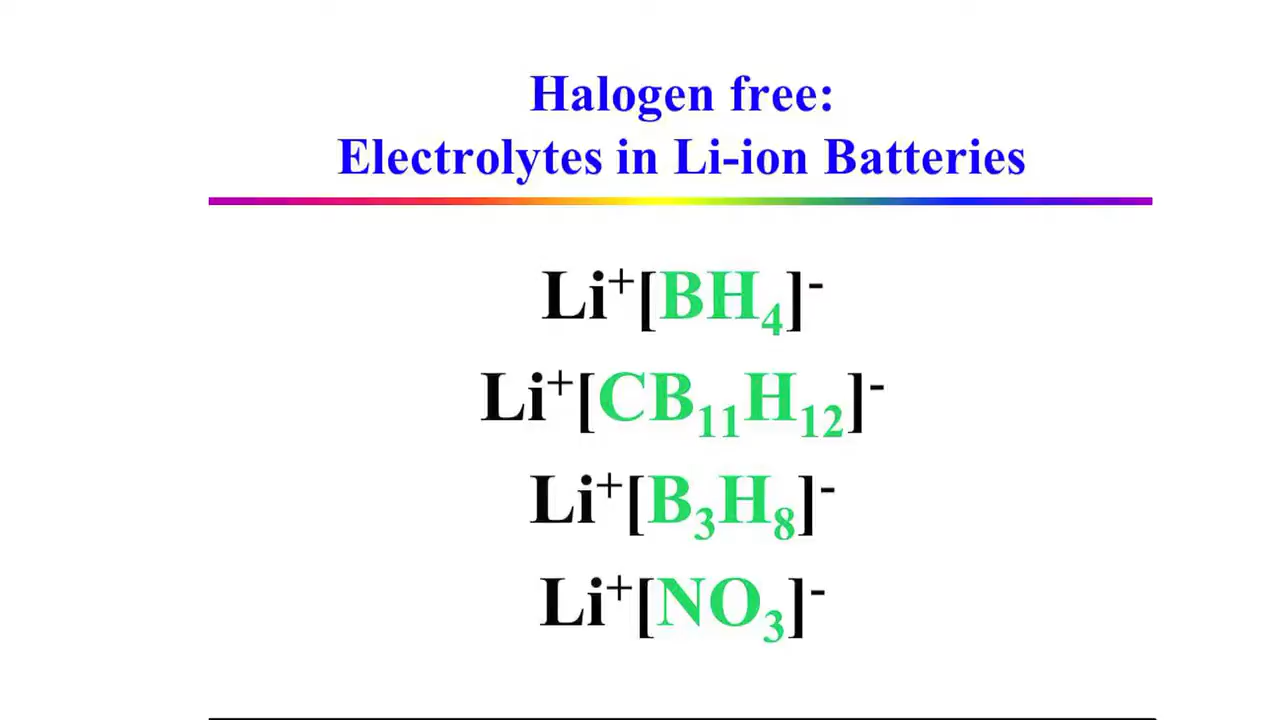 Halogen free:
Electrolytes in Li-ion Batteries
Li⁺[BH₄]⁻
Li⁺[CB₁₁H₁₂]⁻
Li⁺[B₃H₈]⁻
Li⁺[NO₃]⁻